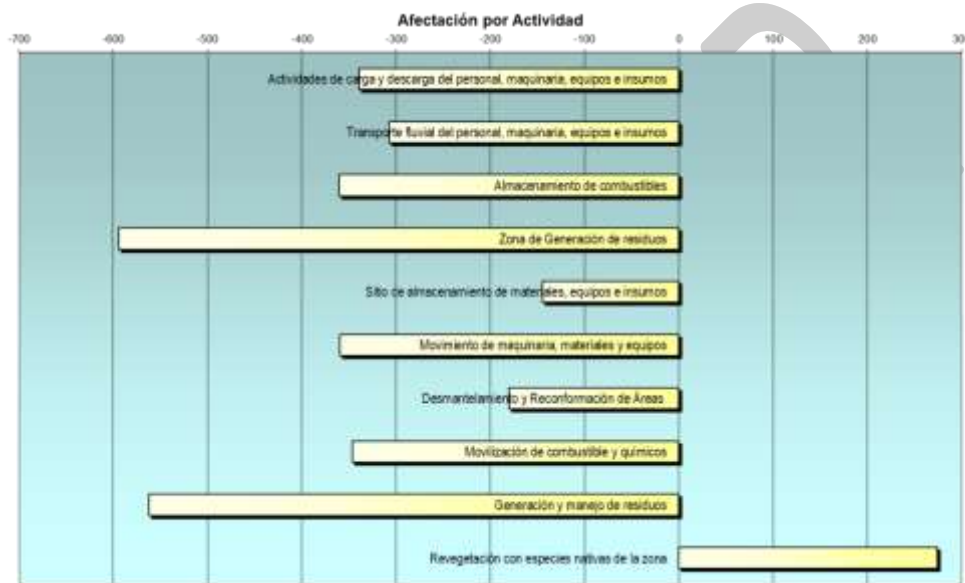 Afectación por Actividad
-700 -600 -500 -400 -300 -200 -100 0 100 200 30
Actividades de carga y descarga del personal, maquinaria, equipos e insumos
Transporte fluvial del personal, maquinaria, equipos e insumos
Almacenamiento de combustibles
Zona de Generación de residuos
Sitio de almacenamiento de materiales, equipos e insumos
Movimiento de maquinaria, materiales y equipos
Desmantelamiento y Reconformación de Áreas
Movilización de combustible y químicos
Generación y manejo de residuos
Revegetación con especies nativas de la zona